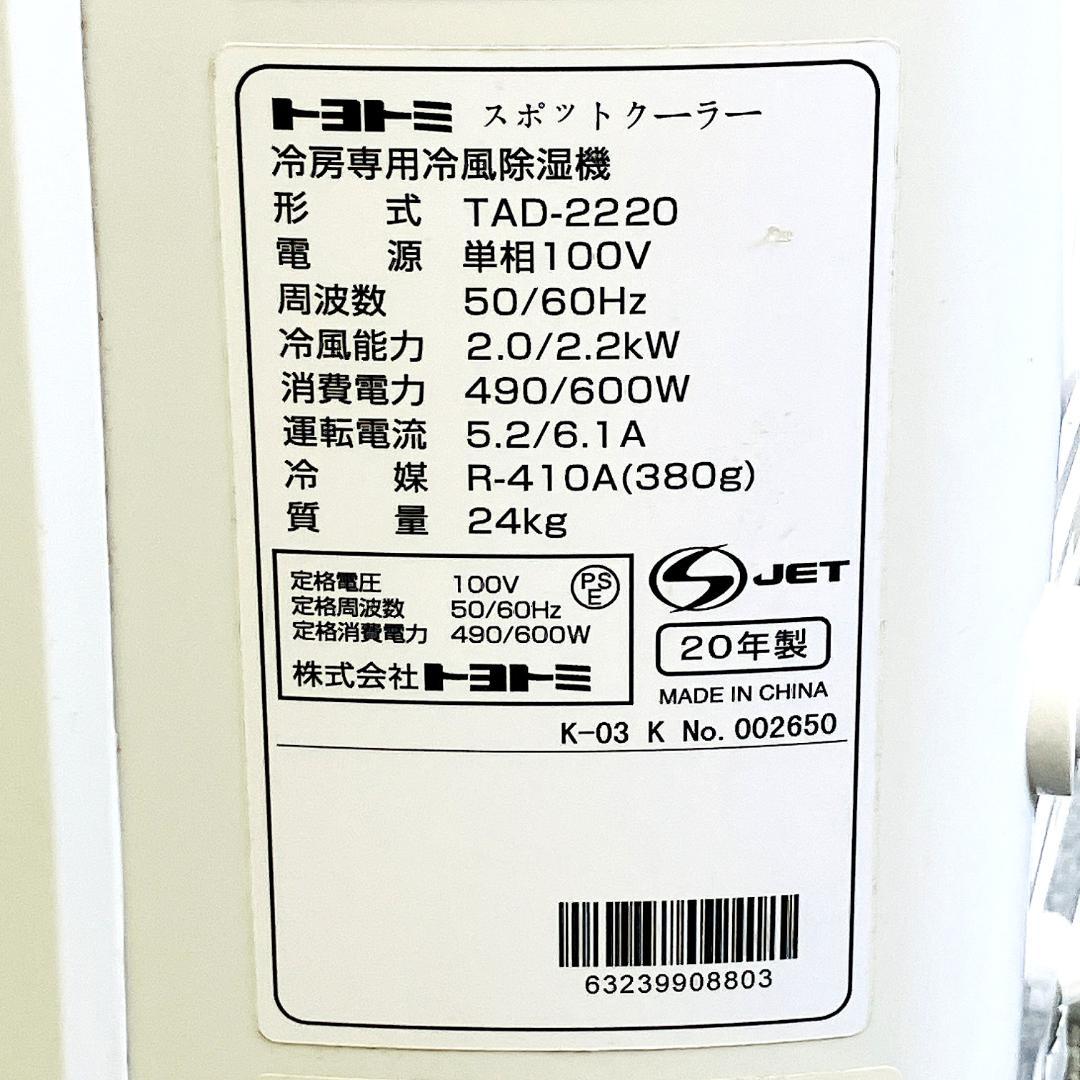 トヨトミ スポットクーラー
冷房専用冷風除湿機
形 式 TAD-2220
電 源 単相100V
周波数 50/60Hz
冷風能力 2.0/2.2kW
消費電力 490/600W
運転電流 5.2/6.1A
冷 媒 R-410A(380g)
質 量 24kg
定格電圧 100V
定格周波数 50/60Hz
定格消費電力 490/600W
PSE
株式会社トヨトミ
S JET
20年製
MADE IN CHINA
K-03 K No. 002650
63239908803